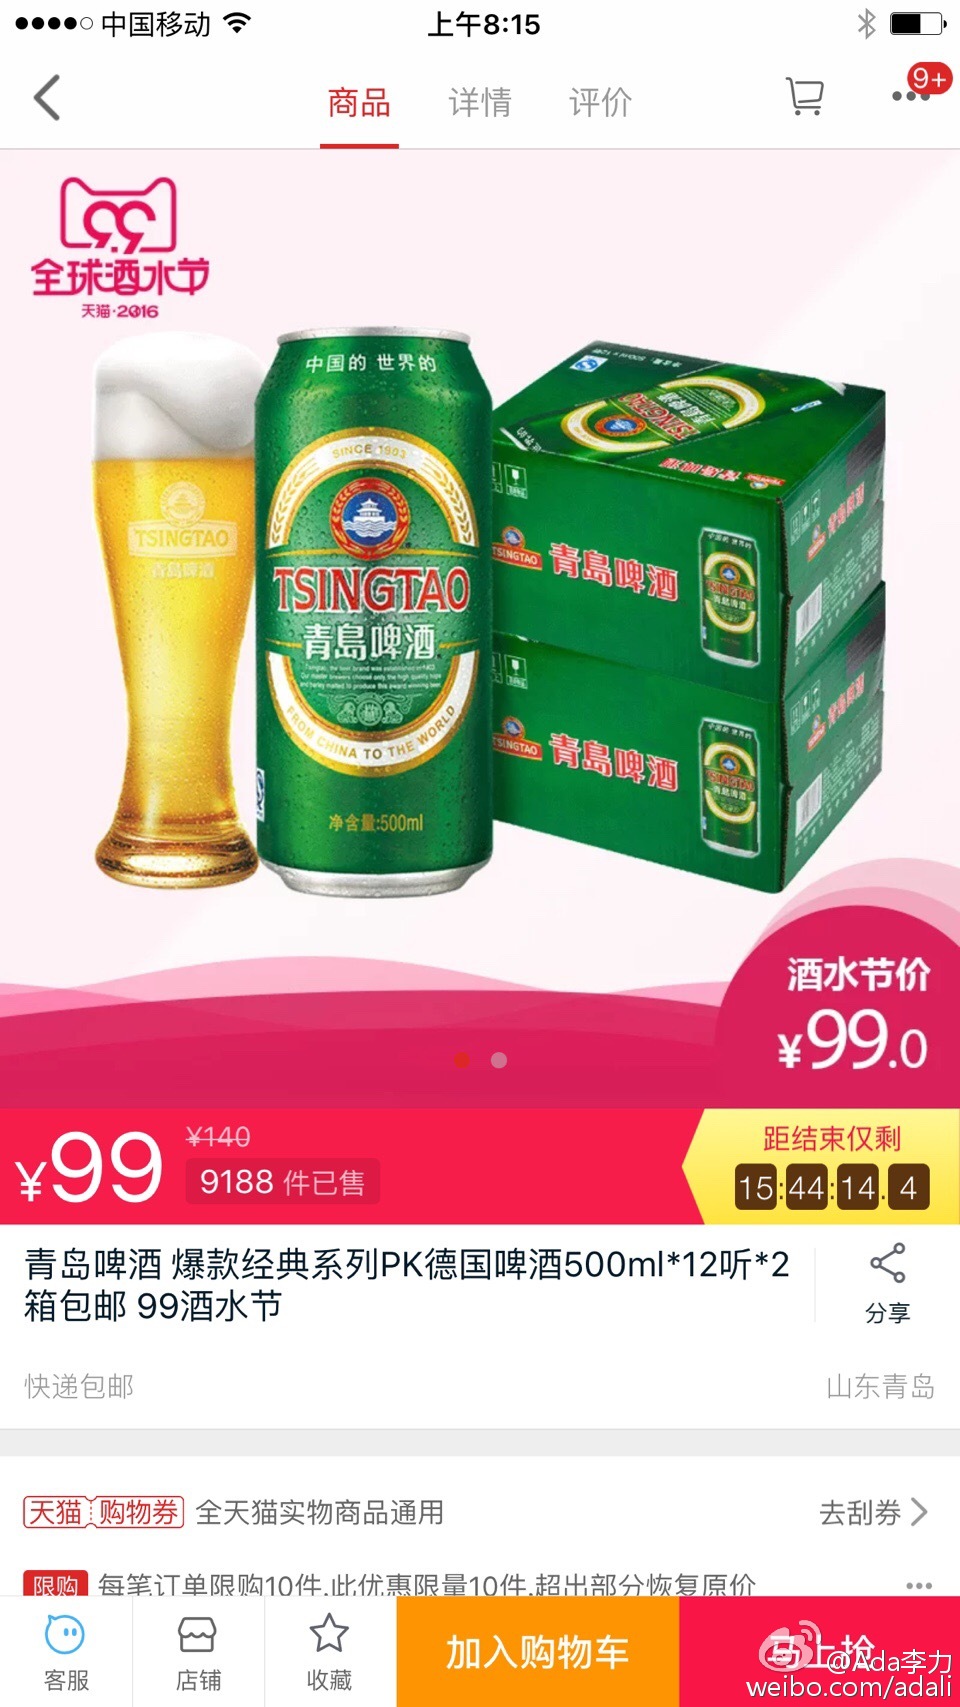 中国移动 上午8:15
商品 详情 评价 9+
99
全球酒水节
天猫·2016
中国的 世界的
SINCE 1903
TSINGTAO
青島啤酒
FROM CHINA TO THE WORLD
净含量:500ml
TSINGTAO
青島啤酒
TSINGTAO
青島啤酒
TSINGTAO
青島啤酒
酒水节价
¥99.0
¥99 ¥140
9188 件已售
距结束仅剩
15:44:14.4
青岛啤酒 爆款经典系列PK德国啤酒500ml*12听*2
箱包邮 99酒水节
分享
快递包邮 山东青岛
天猫 购物券 全天猫实物商品通用 去刮券
限购 每笔订单限购10件,此优惠限量10件,超出部分恢复原价
客服 店铺 收藏 加入购物车 马上抢
@Ada李力
weibo.com/adali